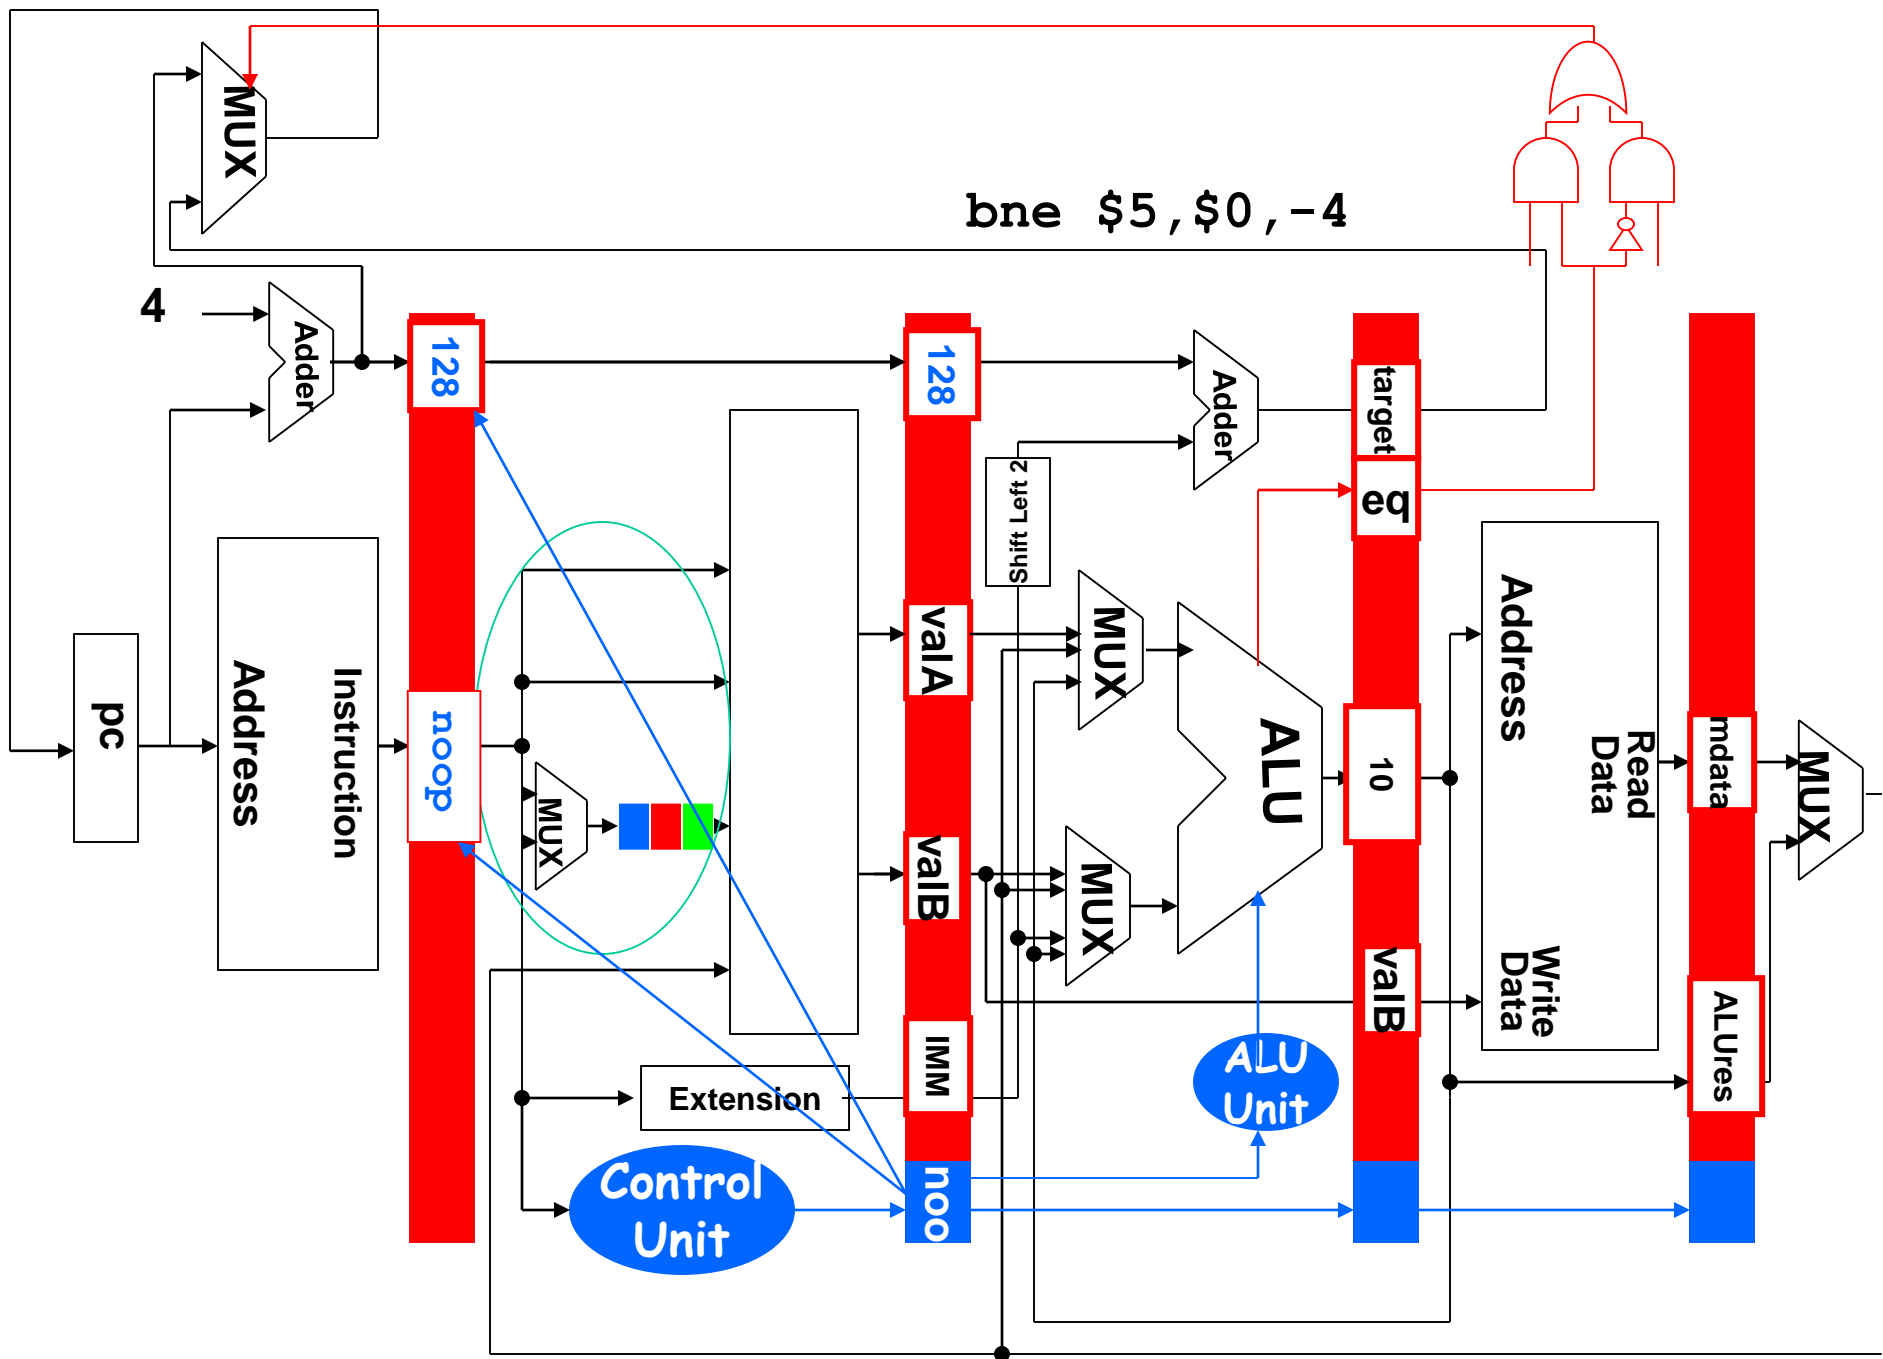 MUX
bne $5,$0,-4
4
Adder
128
128
Adder
target
eq
Shift Left 2
pc
Address
Instruction
noop
MUX
valA
valB
IMM
MUX
MUX
ALU
10
valB
Address
Read
Data
Write
Data
mdata
ALUres
MUX
Extension
Control
Unit
noo
ALU
Unit